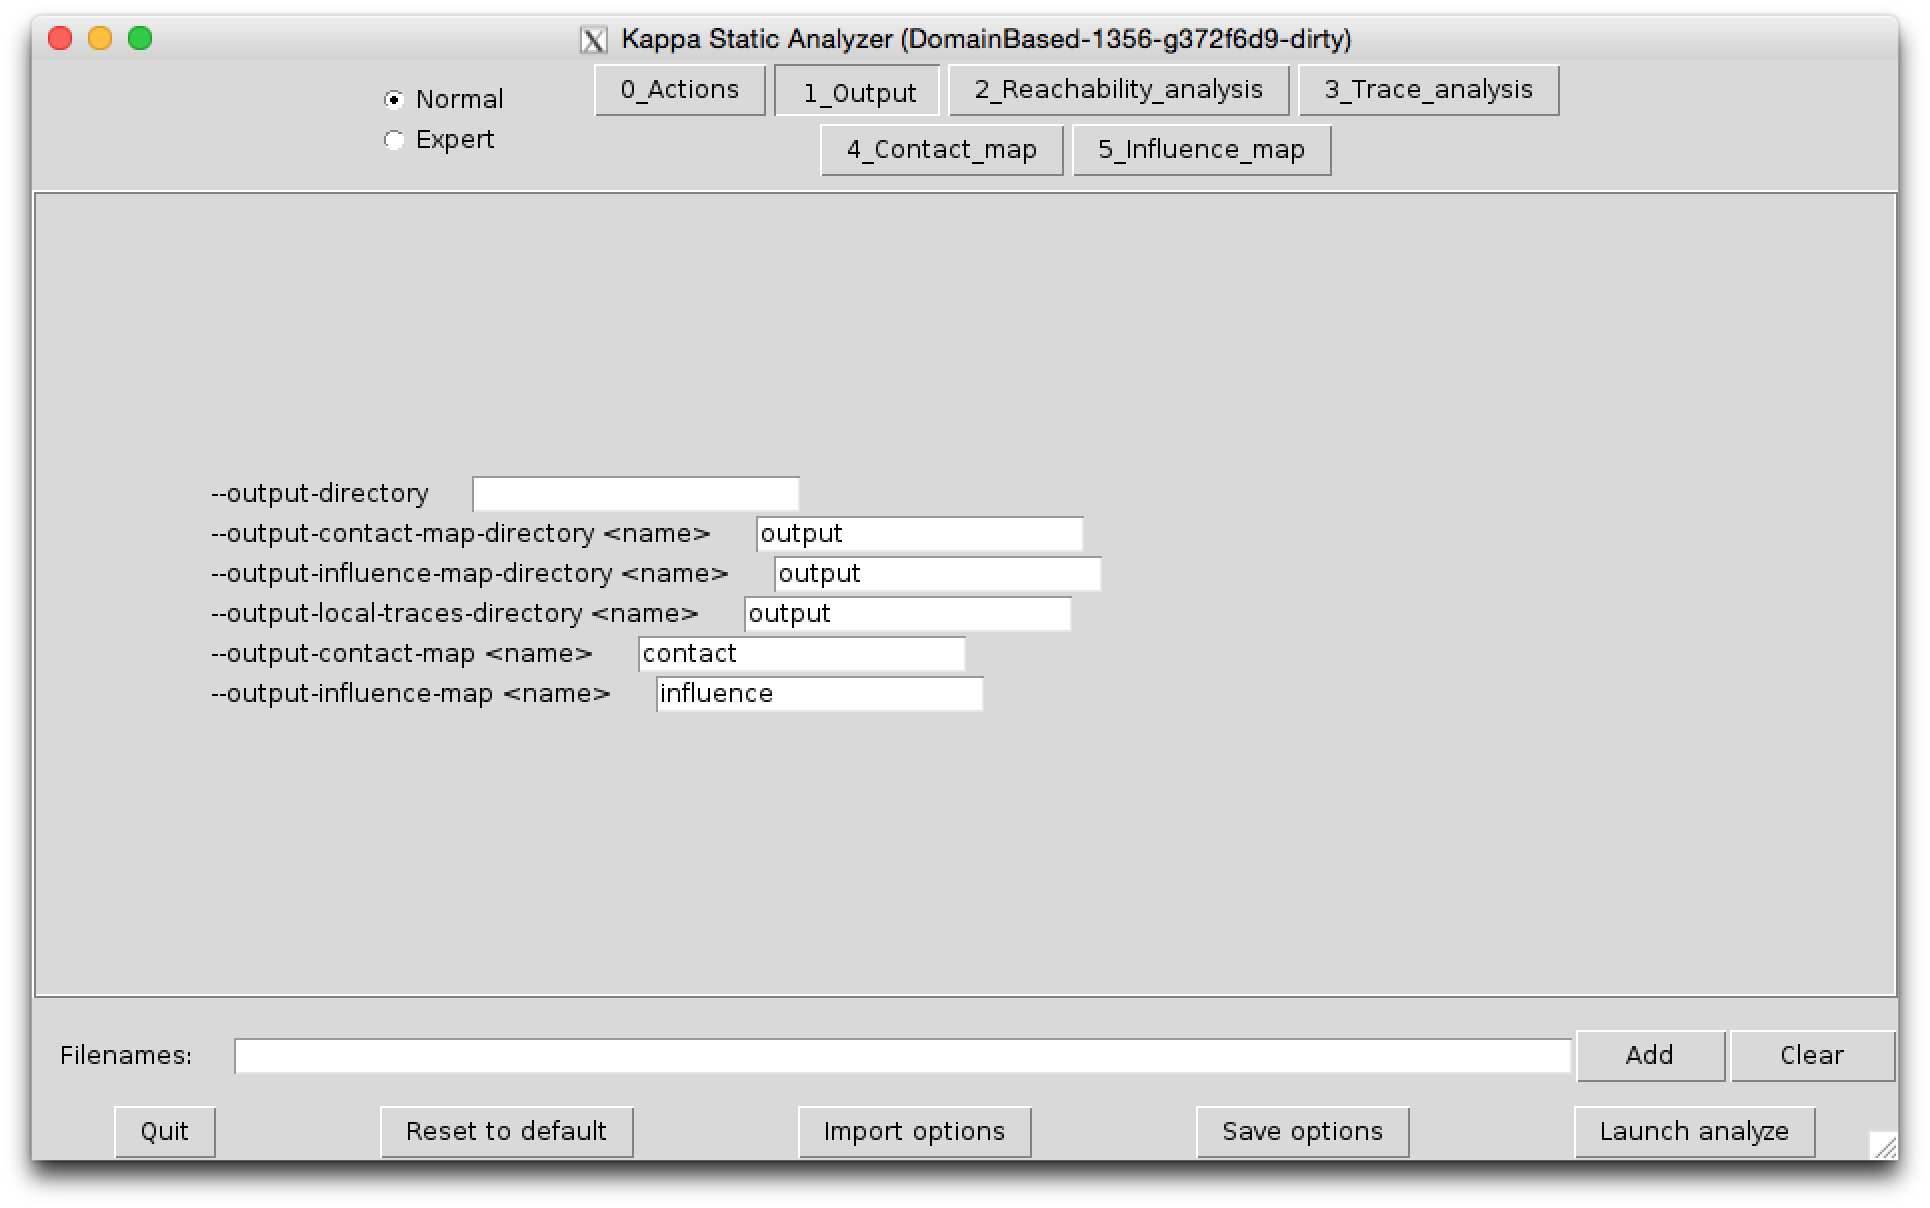 Kappa Static Analyzer (DomainBased-1356-g372f6d9-dirty)
Normal
Expert
0_Actions 1_Output 2_Reachability_analysis 3_Trace_analysis
4_Contact_map 5_Influence_map
--output-directory
--output-contact-map-directory <name> output
--output-influence-map-directory <name> output
--output-local-traces-directory <name> output
--output-contact-map <name> contact
--output-influence-map <name> influence
Filenames: Add Clear
Quit Reset to default Import options Save options Launch analyze